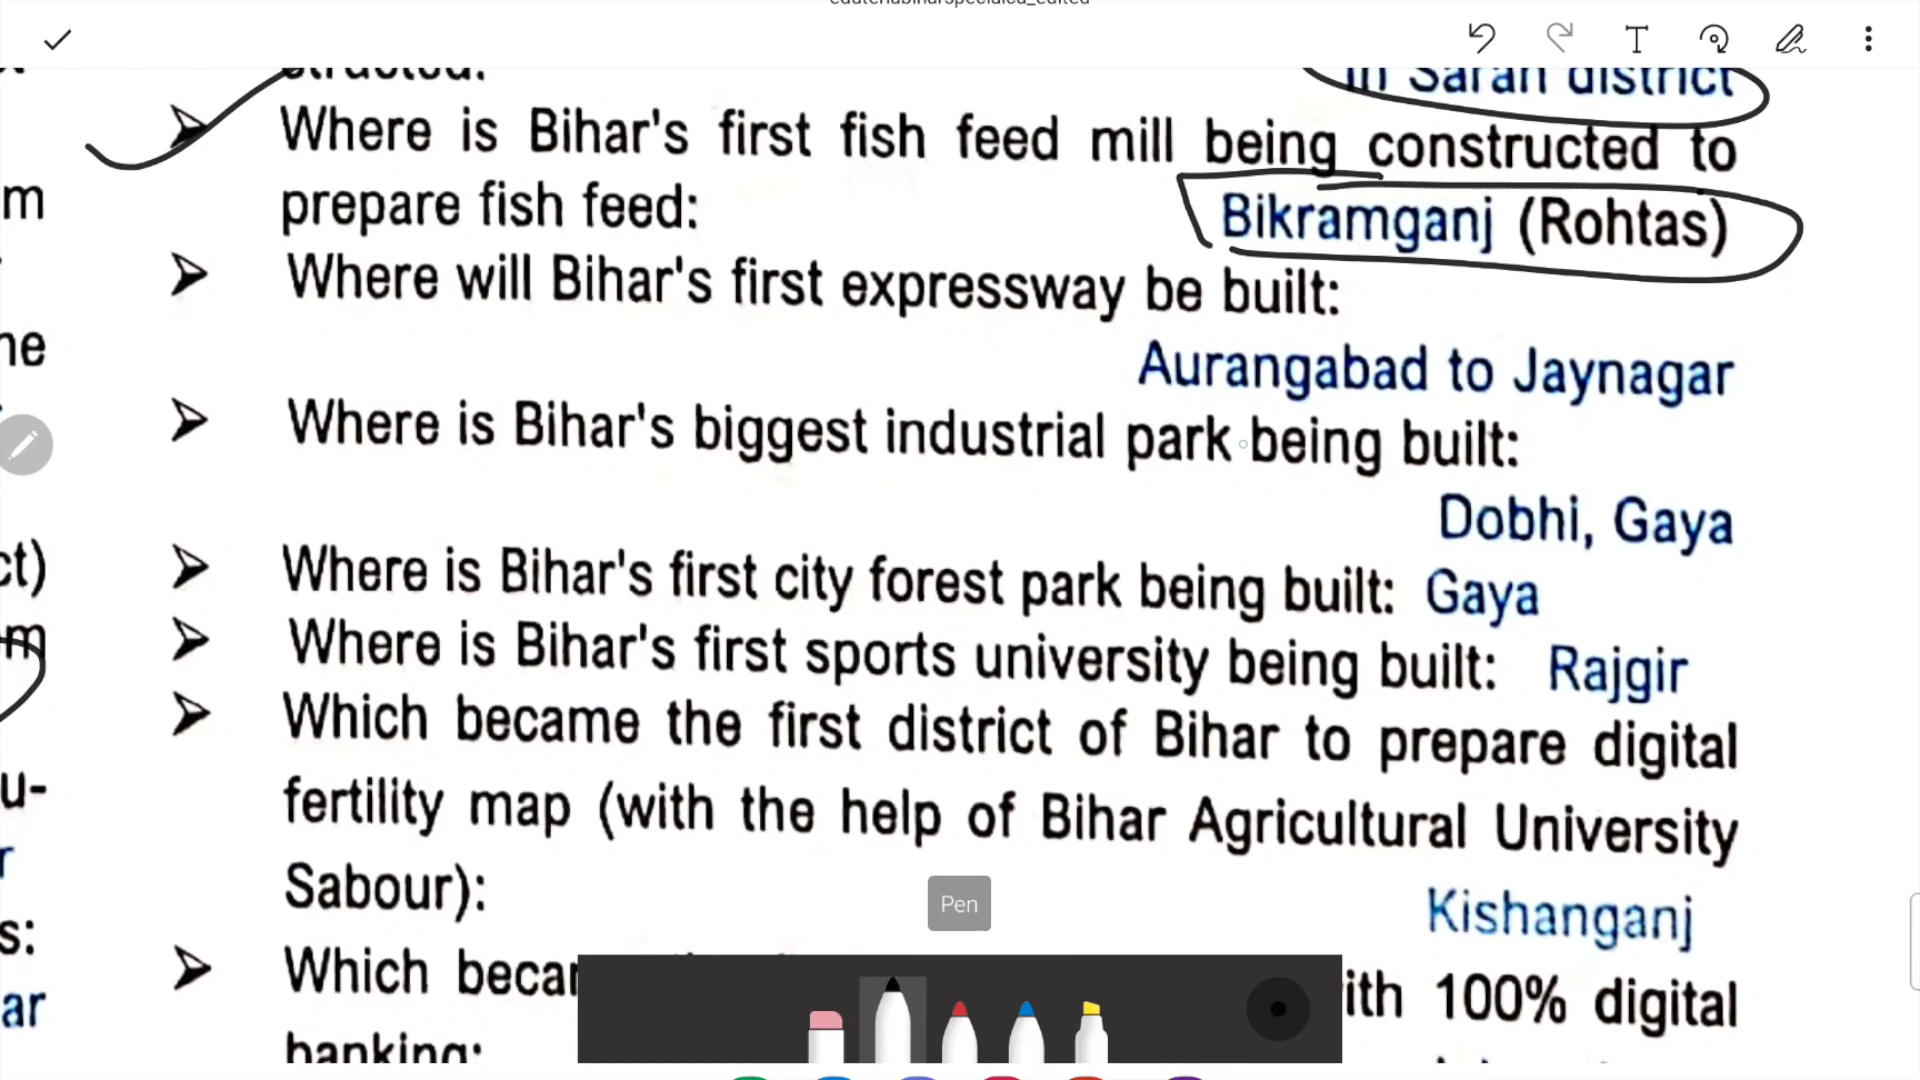 structed:
in Saran district
Where is Bihar's first fish feed mill being constructed to
m
prepare fish feed:
Bikramganj (Rohtas)
Where will Bihar's first expressway be built:
ne
Aurangabad to Jaynagar
Where is Bihar's biggest industrial park being built:
Dobhi, Gaya
ct)
Where is Bihar's first city forest park being built: Gaya
m
Where is Bihar's first sports university being built: Rajgir
Which became the first district of Bihar to prepare digital
u-
fertility map (with the help of Bihar Agricultural University
r
Sabour):
Pen
Kishanganj
s:
Which
ith 100% digital
ar
banking: